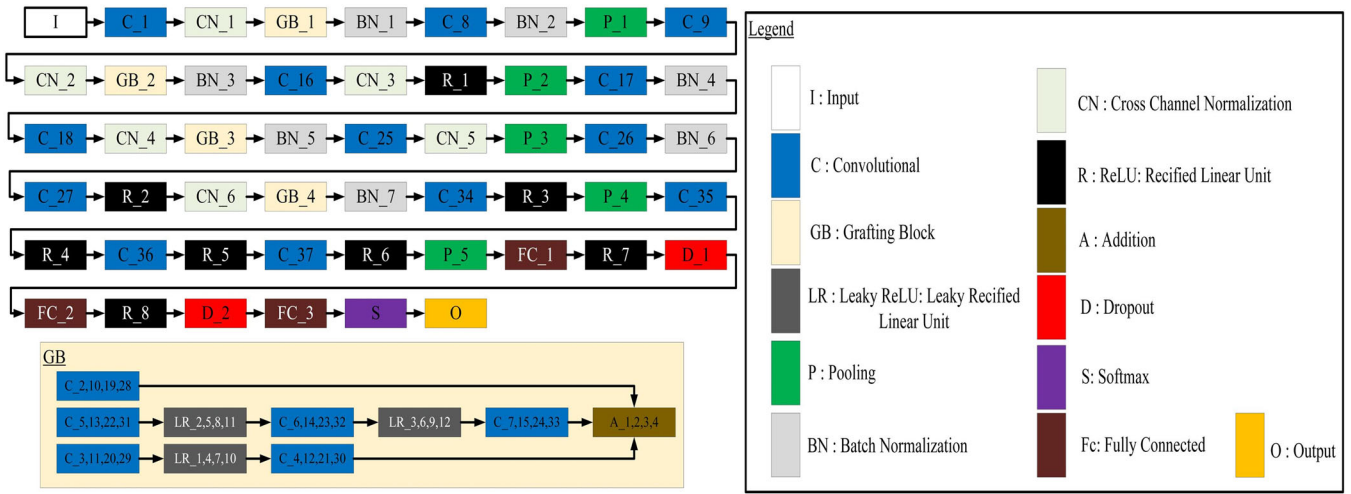 I C_1 CN_1 GB_1 BN_1 C_8 BN_2 P_1 C_9
CN_2 GB_2 BN_3 C_16 CN_3 R_1 P_2 C_17 BN_4
C_18 CN_4 GB_3 BN_5 C_25 CN_5 P_3 C_26 BN_6
C_27 R_2 CN_6 GB_4 BN_7 C_34 R_3 P_4 C_35
R_4 C_36 R_5 C_37 R_6 P_5 FC_1 R_7 D_1
FC_2 R_8 D_2 FC_3 S O
GB
C_2,10,19,28
C_5,13,22,31 LR_2,5,8,11 C_6,14,23,32 LR_3,6,9,12 C_7,15,24,33 A_1,2,3,4
C_3,11,20,29 LR_1,4,7,10 C_4,12,21,30
Legend
I : Input
C : Convolutional
GB : Grafting Block
LR : Leaky ReLU: Leaky Recified
Linear Unit
P : Pooling
BN : Batch Normalization
CN : Cross Channel Normalization
R : ReLU: Recified Linear Unit
A : Addition
D : Dropout
S: Softmax
Fc: Fully Connected
O : Output